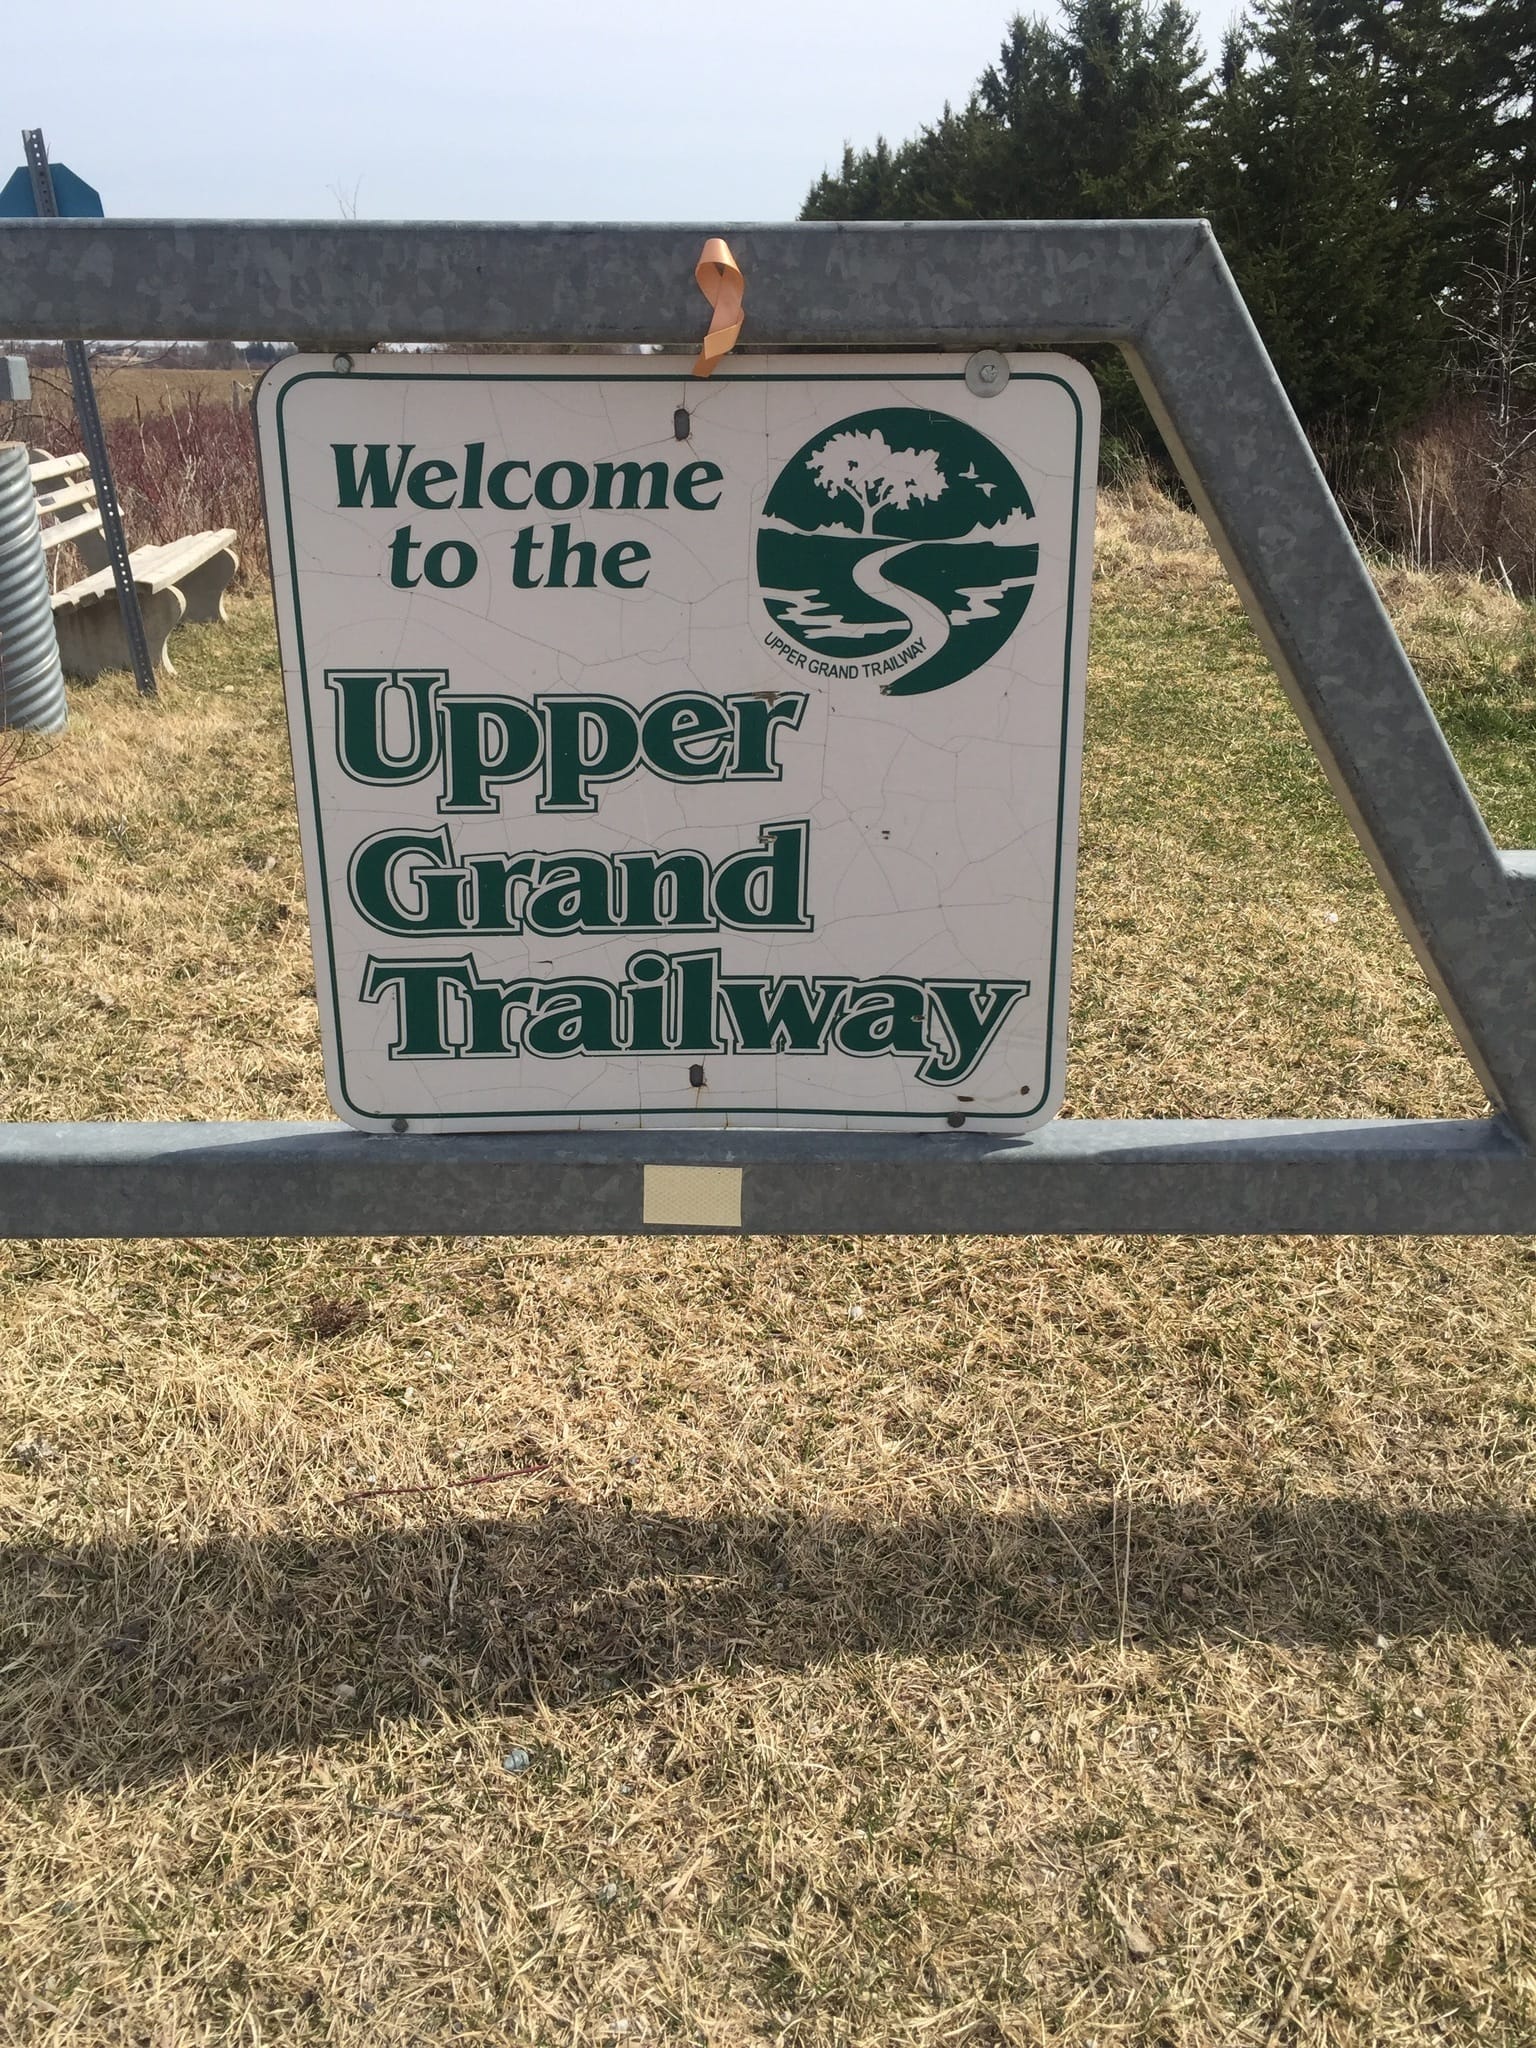 Welcome
to the
UPPER GRAND TRAILWAY
Upper
Grand
Trailway